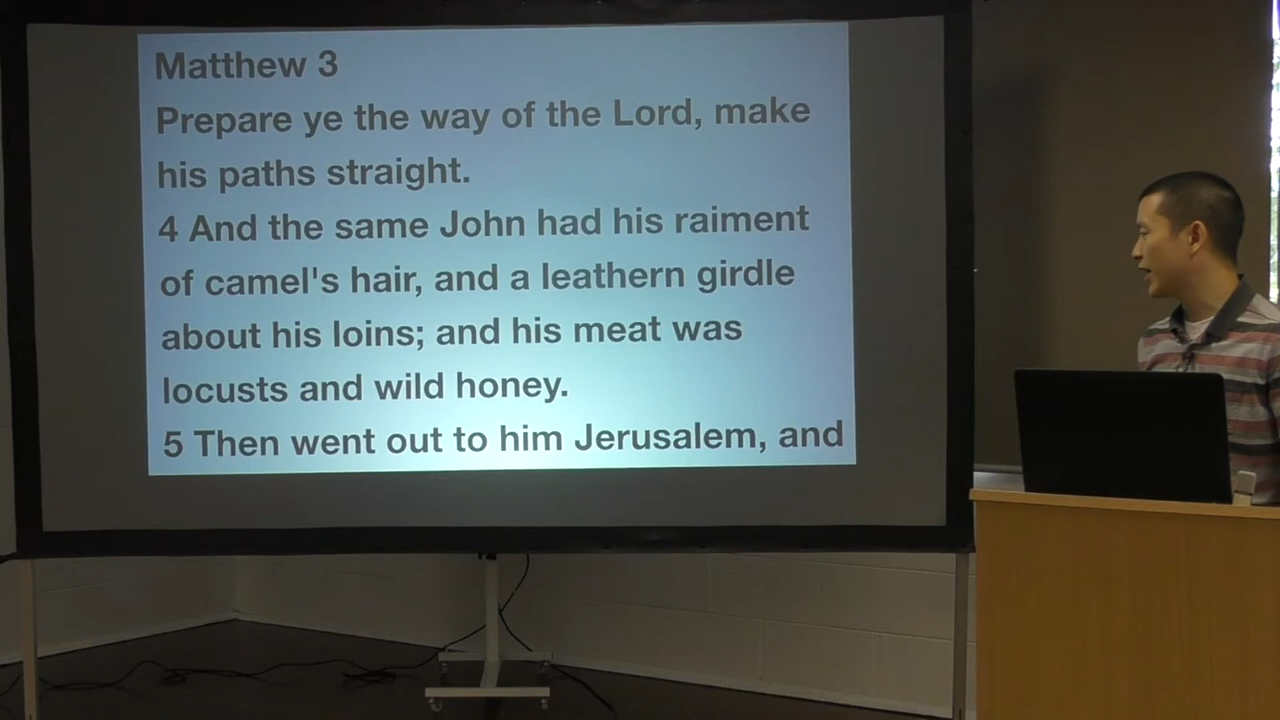 Matthew 3
Prepare ye the way of the Lord, make
his paths straight.
4 And the same John had his raiment
of camel's hair, and a leathern girdle
about his loins; and his meat was
locusts and wild honey.
5 Then went out to him Jerusalem, and